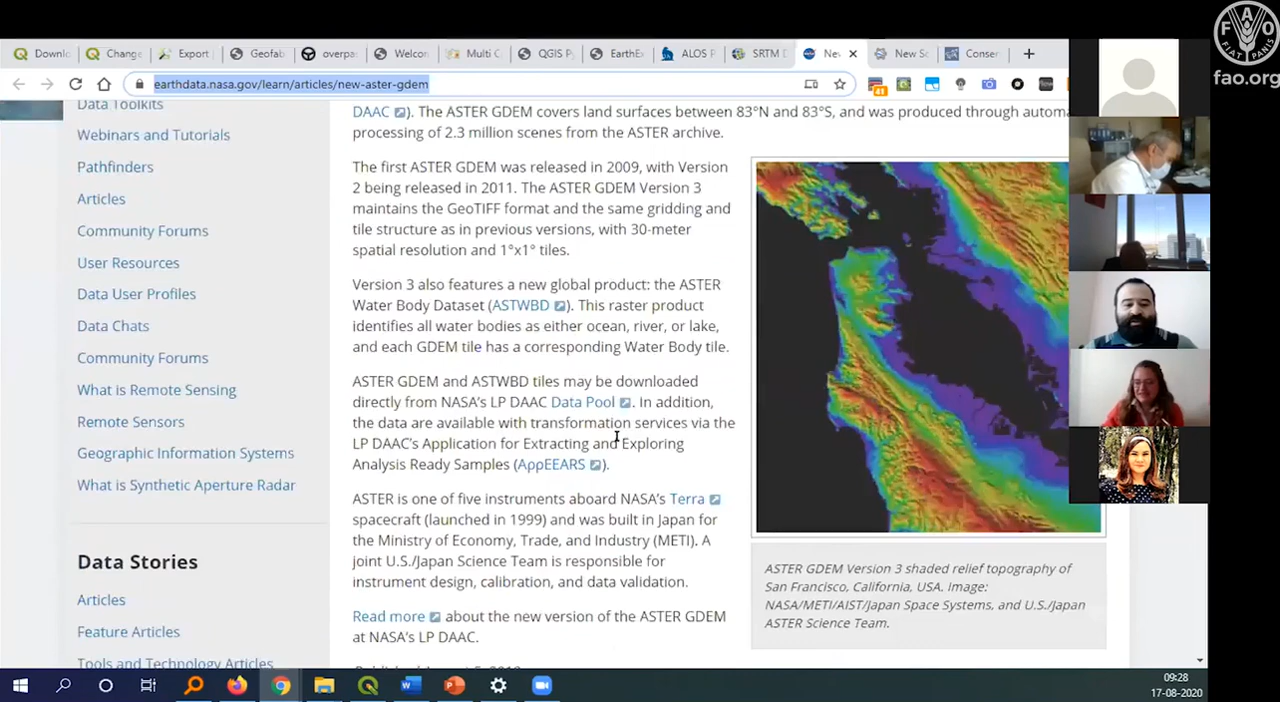 Downlo
Change
Export
Geofab
overpa
Welcon
Multi C
QGIS F
EarthEx
ALOS P
SRTM D
Nev
New Sc
Conser
earthdata.nasa.gov/learn/articles/new-aster-gdem
41
FAO
FIAT PANIS
fao.org
Data Toolkits
Webinars and Tutorials
Pathfinders
Articles
Community Forums
User Resources
Data User Profiles
Data Chats
Community Forums
What is Remote Sensing
Remote Sensors
Geographic Information Systems
What is Synthetic Aperture Radar
Data Stories
Articles
Feature Articles
Tools and Technology Articles
DAAC ). The ASTER GDEM covers land surfaces between 83°N and 83°S, and was produced through automa
processing of 2.3 million scenes from the ASTER archive.
The first ASTER GDEM was released in 2009, with Version
2 being released in 2011. The ASTER GDEM Version 3
maintains the GeoTIFF format and the same gridding and
tile structure as in previous versions, with 30-meter
spatial resolution and 1°x1° tiles.
Version 3 also features a new global product: the ASTER
Water Body Dataset (ASTWBD ). This raster product
identifies all water bodies as either ocean, river, or lake,
and each GDEM tile has a corresponding Water Body tile.
ASTER GDEM and ASTWBD tiles may be downloaded
directly from NASA's LP DAAC Data Pool . In addition,
the data are available with transformation services via the
LP DAAC's Application for Extracting and Exploring
Analysis Ready Samples (AρρEEARS ).
ASTER is one of five instruments aboard NASA's Terra
spacecraft (launched in 1999) and was built in Japan for
the Ministry of Economy, Trade, and Industry (METI). A
joint U.S./Japan Science Team is responsible for
instrument design, calibration, and data validation.
Read more about the new version of the ASTER GDEM
at NASA's LP DAAC.
ASTER GDEM Version 3 shaded relief topography of
San Francisco, California, USA. Image:
NASA/METI/AIST/Japan Space Systems, and U.S./Japan
ASTER Science Team.
09:28
17-08-2020